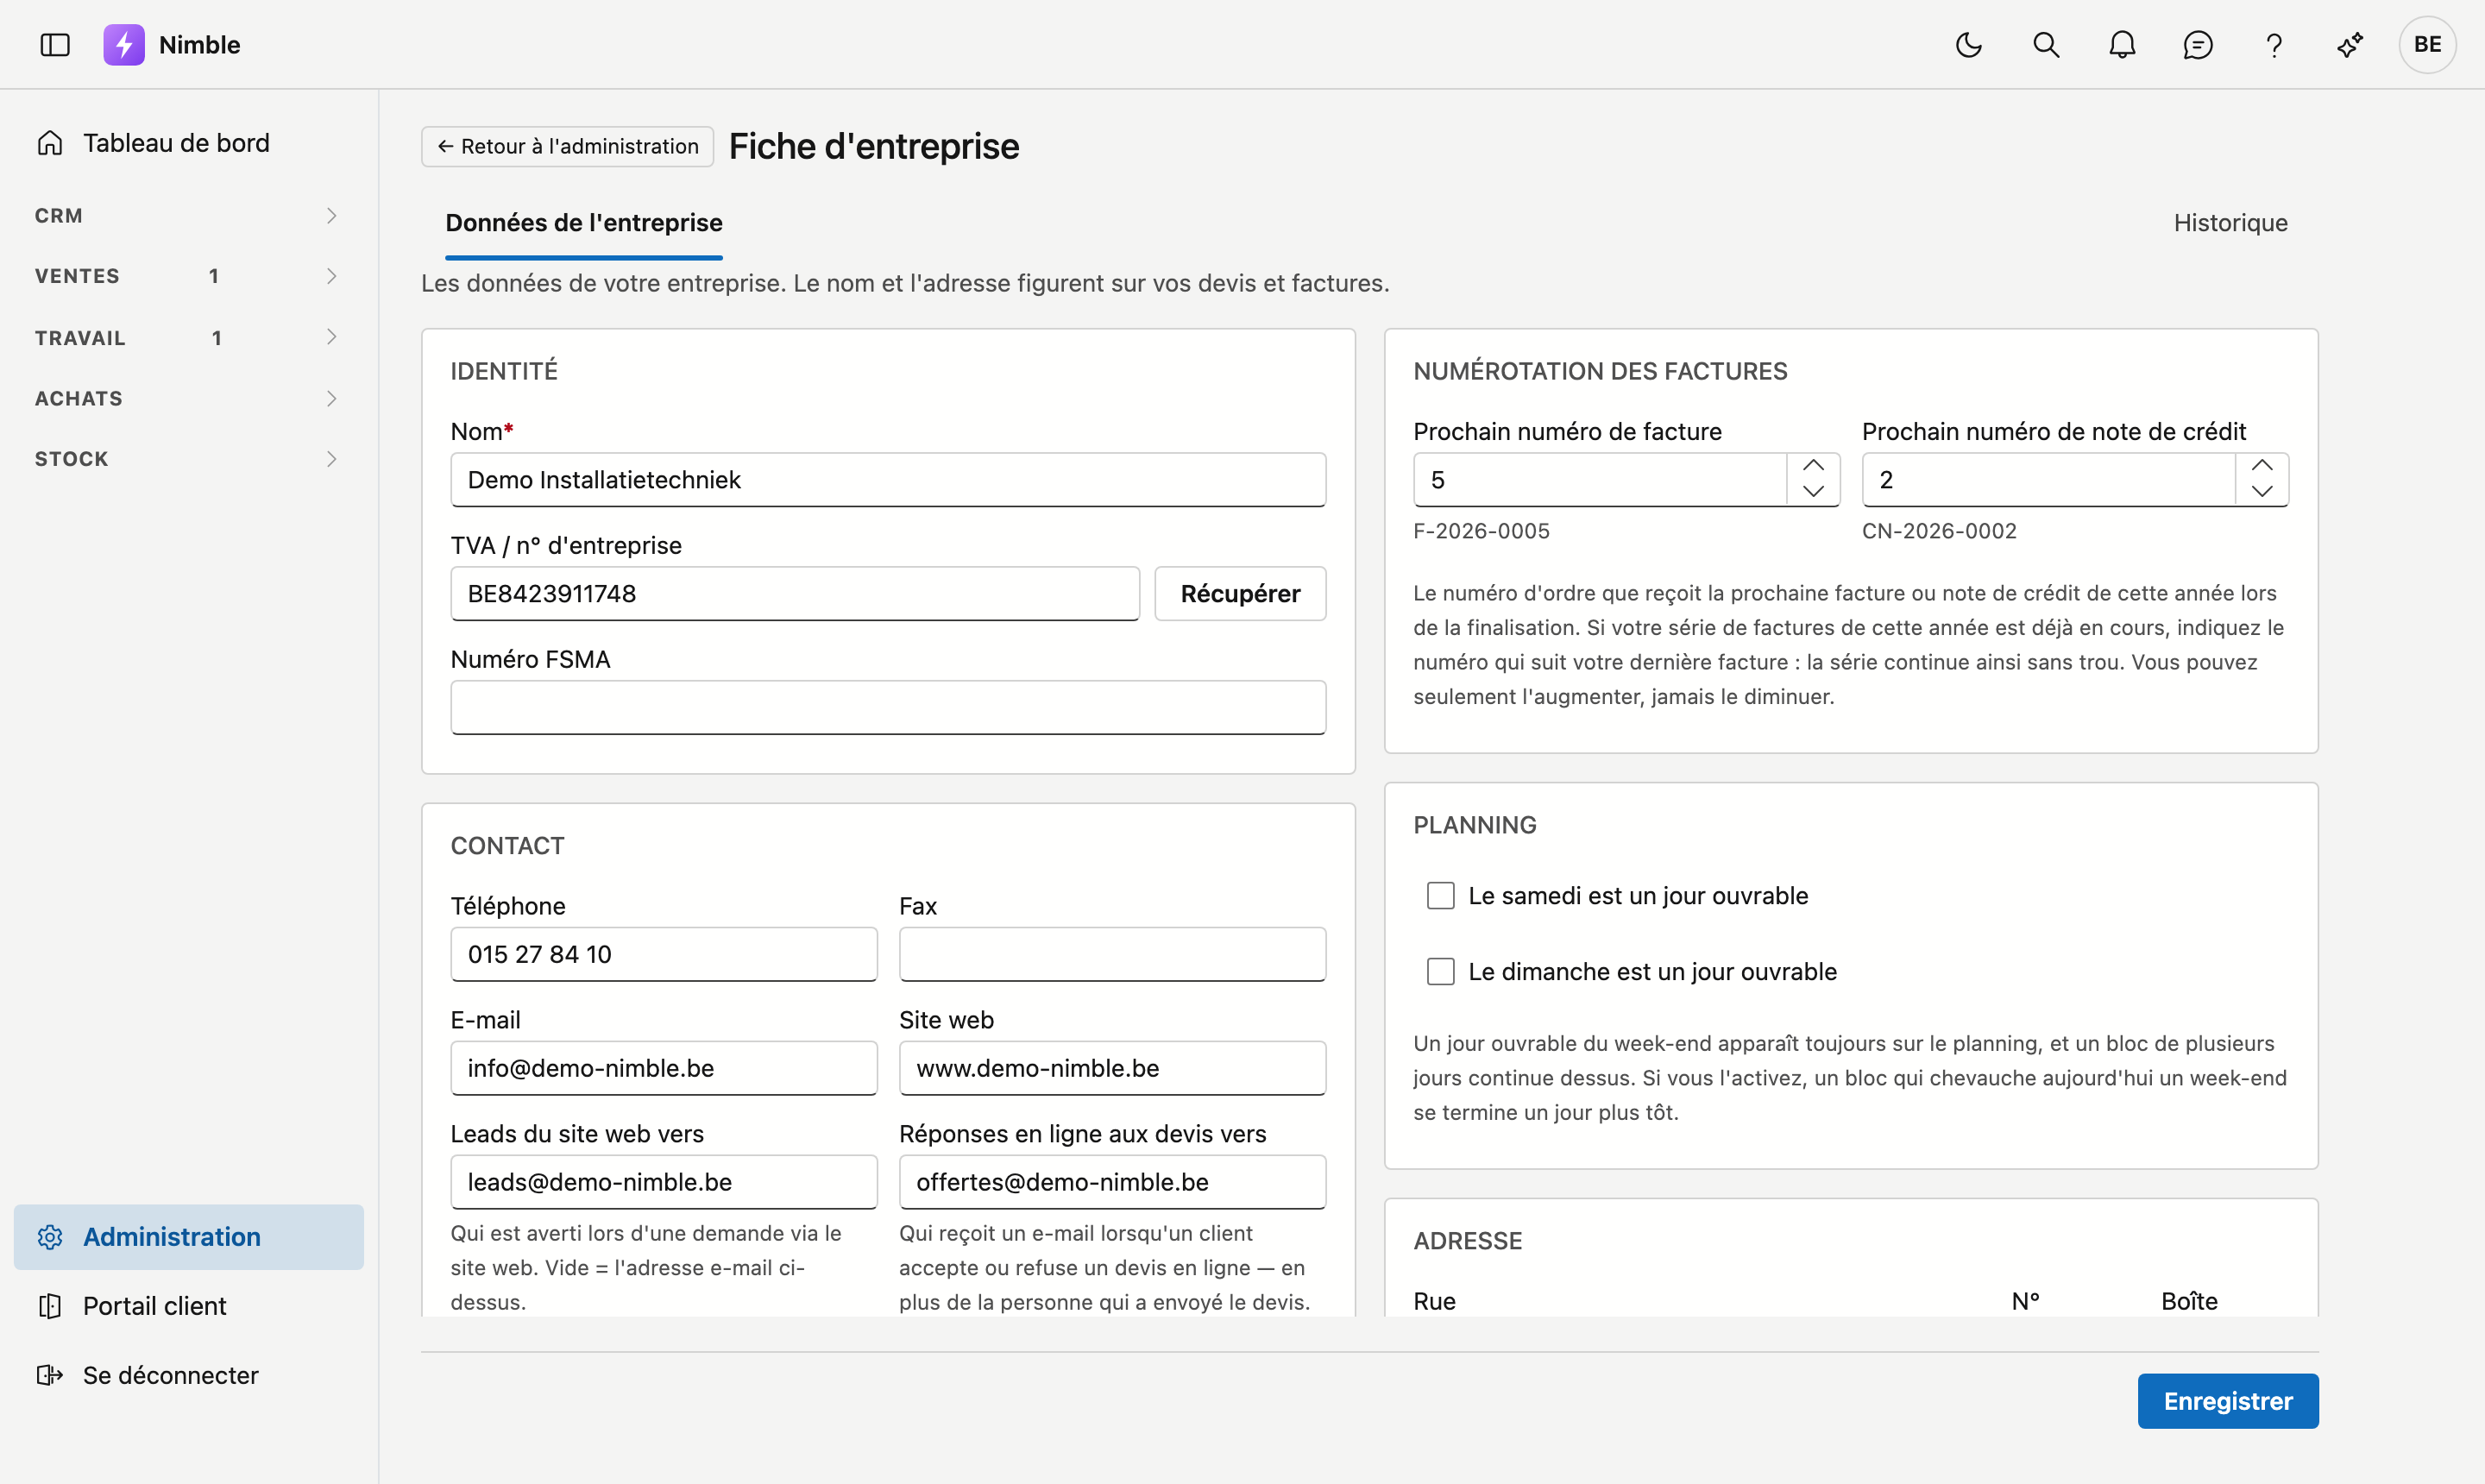 Nimble
BE
Tableau de bord
CRM
VENTES 1
TRAVAIL 1
ACHATS
STOCK
Administration
Portail client
Se déconnecter
← Retour à l'administration
Fiche d'entreprise
Données de l'entreprise
Historique
Les données de votre entreprise. Le nom et l'adresse figurent sur vos devis et factures.
IDENTITÉ
Nom*
Demo Installatietechniek
TVA / n° d'entreprise
BE8423911748
Récupérer
Numéro FSMA
CONTACT
Téléphone
Fax
015 27 84 10
E-mail
Site web
info@demo-nimble.be
www.demo-nimble.be
Leads du site web vers
Réponses en ligne aux devis vers
leads@demo-nimble.be
offertes@demo-nimble.be
Qui est averti lors d'une demande via le
site web. Vide = l'adresse e-mail ci-
dessus.
Qui reçoit un e-mail lorsqu'un client
accepte ou refuse un devis en ligne — en
plus de la personne qui a envoyé le devis.
NUMÉROTATION DES FACTURES
Prochain numéro de facture
Prochain numéro de note de crédit
5
2
F-2026-0005
CN-2026-0002
Le numéro d'ordre que reçoit la prochaine facture ou note de crédit de cette année lors
de la finalisation. Si votre série de factures de cette année est déjà en cours, indiquez le
numéro qui suit votre dernière facture : la série continue ainsi sans trou. Vous pouvez
seulement l'augmenter, jamais le diminuer.
PLANNING
Le samedi est un jour ouvrable
Le dimanche est un jour ouvrable
Un jour ouvrable du week-end apparaît toujours sur le planning, et un bloc de plusieurs
jours continue dessus. Si vous l'activez, un bloc qui chevauche aujourd'hui un week-end
se termine un jour plus tôt.
ADRESSE
Rue
N°
Boîte
Enregistrer